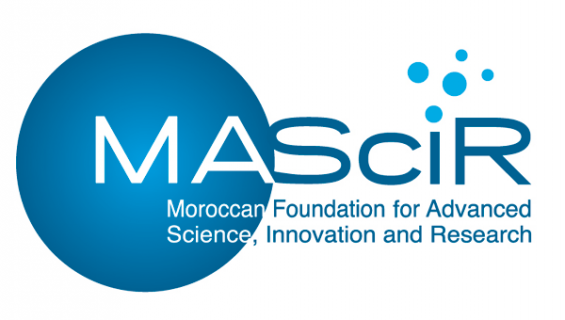 MASciR
Moroccan Foundation for Advanced
Science, Innovation and Research